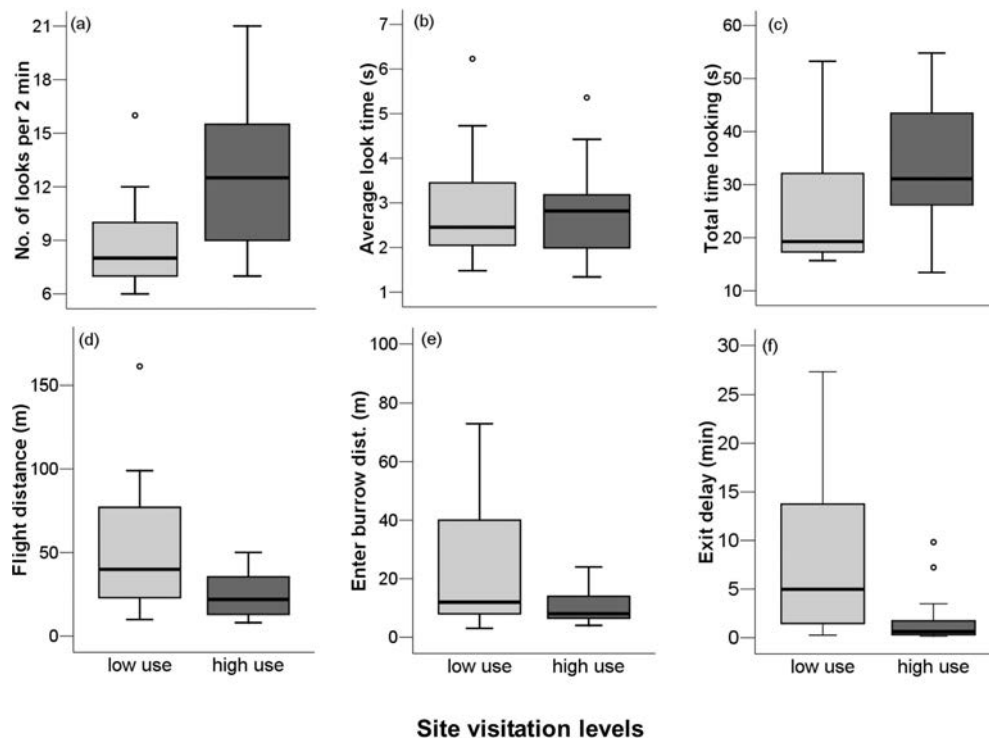 (a)
No. of looks per 2 min
21
18
15
12
9
6
(b)
Average look time (s)
7
6
5
4
3
2
1
(c)
Total time looking (s)
60
50
40
30
20
10
(d)
Flight distance (m)
150
100
50
0
low use high use
(e)
Enter burrow dist. (m)
100
80
60
40
20
0
low use high use
(f)
Exit delay (min)
30
25
20
15
10
5
0
low use high use
Site visitation levels